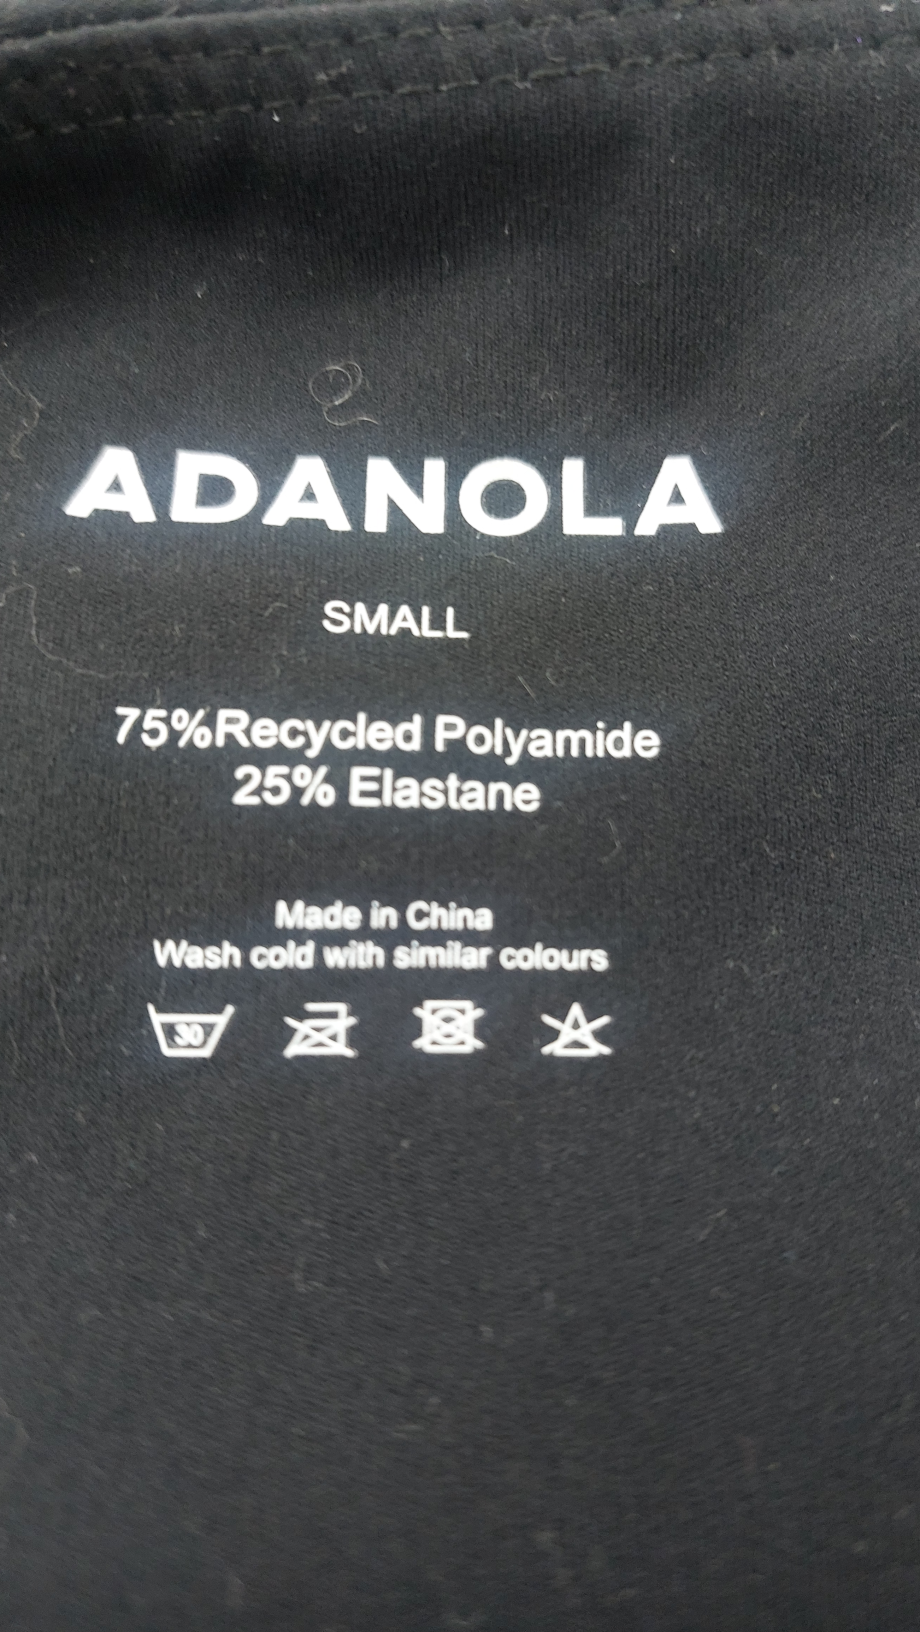 ADANOLA
SMALL
75%Recycled Polyamide
25% Elastane
Made in China
Wash cold with similar colours
30